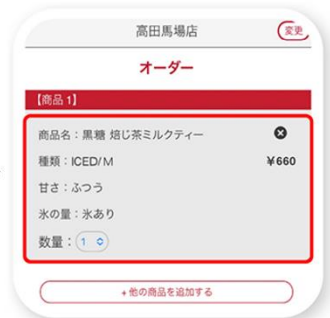 高田馬場店
変更
オーダー
【商品1】
商品名：黒糖 焙じ茶ミルクティー
種類：ICED/M ¥660
甘さ：ふつう
氷の量：氷あり
数量：1
+他の商品を追加する